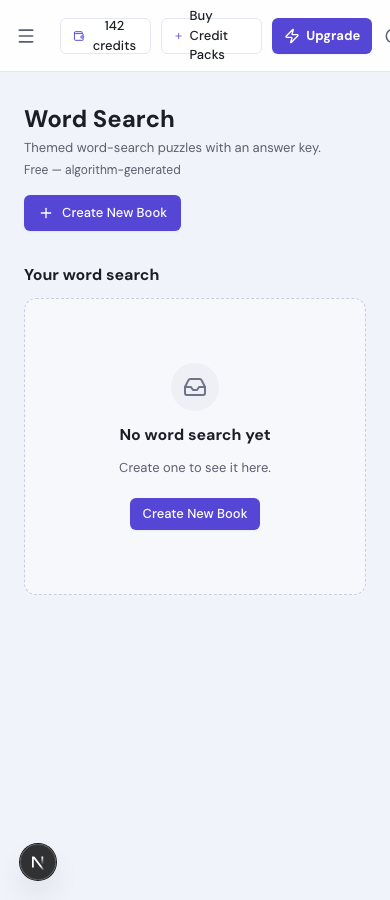 142
credits
Buy
Credit
Packs
Upgrade
Word Search
Themed word-search puzzles with an answer key.
Free — algorithm-generated
Create New Book
Your word search
No word search yet
Create one to see it here.
Create New Book
N